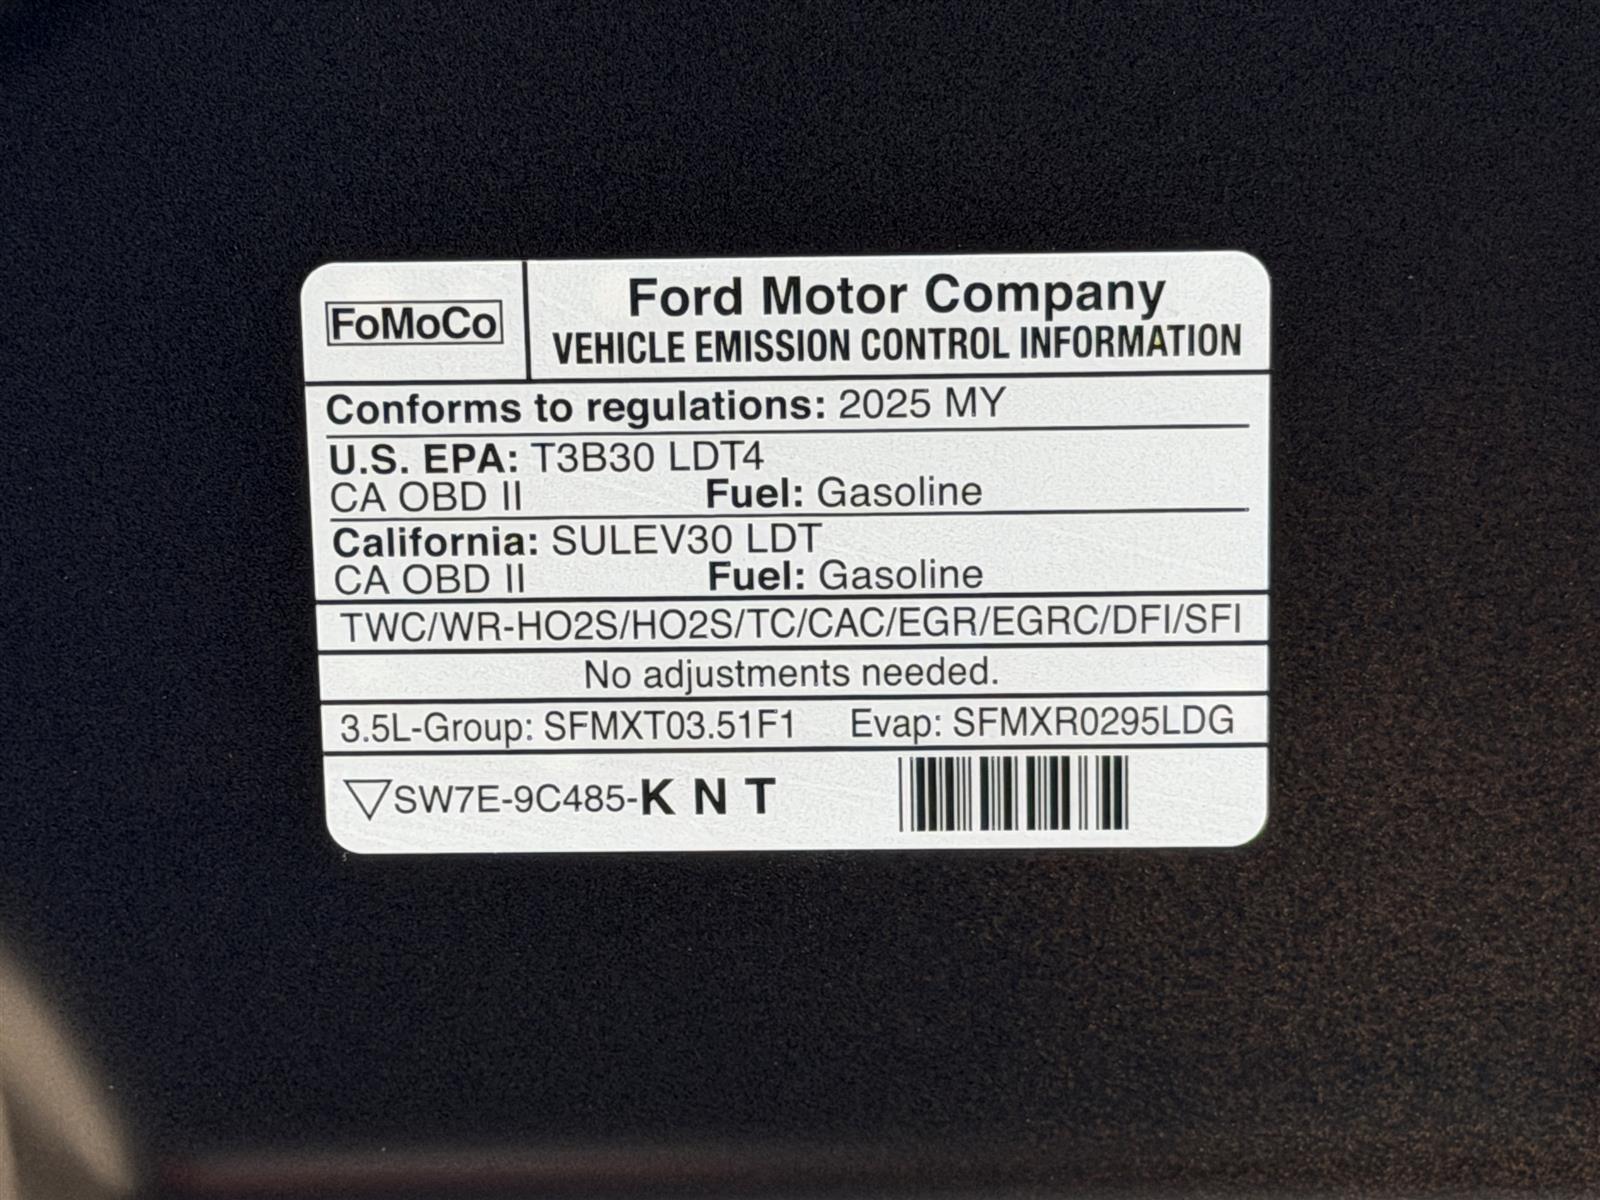 FoMoCo
Ford Motor Company
VEHICLE EMISSION CONTROL INFORMATION
Conforms to regulations: 2025 MY
U.S. EPA: T3B30 LDT4
CA OBD II Fuel: Gasoline
California: SULEV30 LDT
CA OBD II Fuel: Gasoline
TWC/WR-HO2S/HO2S/TC/CAC/EGR/EGRC/DFI/SFI
No adjustments needed.
3.5L-Group: SFMXT03.51F1 Evap: SFMXR0295LDG
SW7E-9C485-K N T